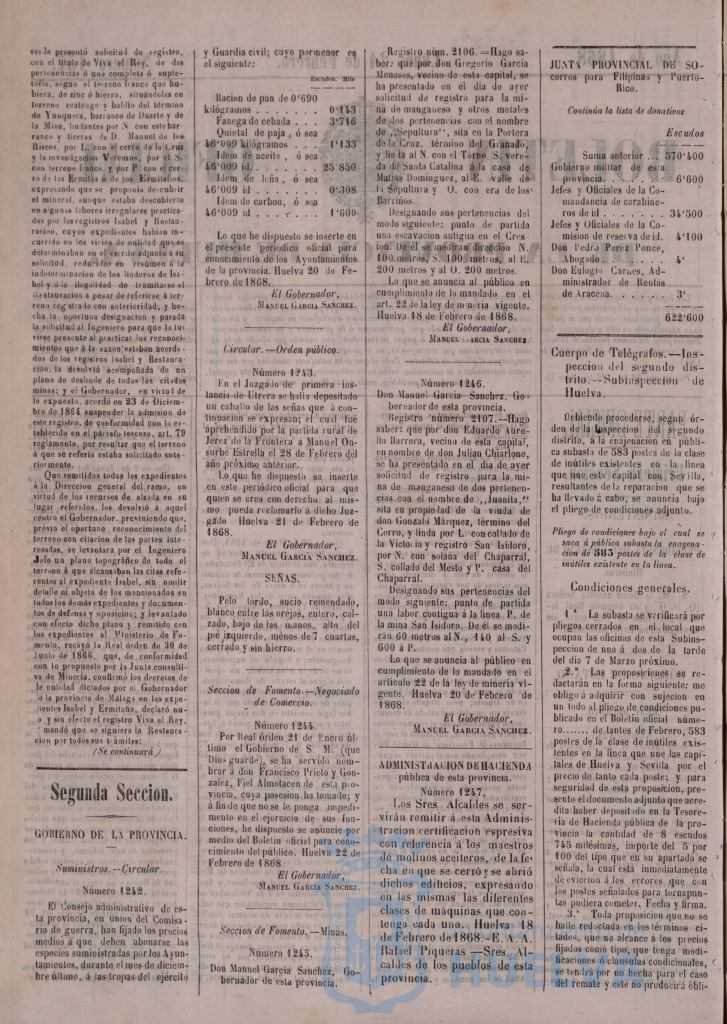 verde presentó solicitud de registro,
con el título de Viva el Rey, de dos
pertenencias ó una completa ó supletoria,
segun el terreno franco que hubiera,
de zinc ó hierro, situándolas en
terreno realengo y baldío del término
de Yunquera, barranco de Duarte y de
la Mina, lindantes por N con este barranco
y tierras de D. Manuel de los
Rios, por L. con el cerro de la Cruz
y la investigacion Veremos, por el S.
con terreno franco, y por P con el cerro
de las Ermitas ó de los Ermitaños,
expresando que se proponia descubrir el
mineral, aunque estaba descubierto
en algunas labores irregulares practicadas
por los registros Isabel y Restauracion,
cuyos expedientes habian incurrido
en los vicios de nulidad que se
determinaban en el escrito adjunto á su
solicitud, reducidos en resúmen á la
indeterminacion de los linderos de Isabel
y á la ilegalidad de tramitarse el
Restauracion á pesar de referirse á terreno
registrado con anterioridad; y hecha
la oportuna designacion y pasada
la solicitud al Ingeniero para que la tuviese
presente al practicar los reconocimientos
que á la sazon estaban acordados
de los registros Isabel y Restauracion,
la devolvió acompañada de un
plano de deslinde de todas las citadas
minas; y el Gobernador, en virtud de
lo expuesto, acordó en 23 de Diciembre
de 1864 suspender la admision de
este registro, de conformidad con lo establecido
en el párrafo tercero, art. 79
reglamento, por resultar que el terreno
á que se referia estaba solicitado anteriormente.
Que remitidos todos los expedientes
á la Direccion general del ramo, en
virtud de los recursos de alzada en su
lugar referidos, los devolvió á aquel
centro el Gobernador, previniendo que,
prévio el oportuno reconocimiento del
terreno con citacion de las partes interesadas,
se levantara por el Ingeniero
Jefe un plano topográfico de todo el
terreno á que alcanzaban las citas referentes
al expediente Isabel, sin omitir
detalle ni objeto de los mencionados en
todos los demás expedientes y documentos
de defensa y oposicion; y levantado
con efecto dicho plano y remitido con
los expedientes al Ministerio de Fomento,
recayó la Real órden de 30 de
Junio de 1866, que, de conformidad
con lo propuesto por la Junta consultiva
de Minería, confirmó los decretos de
nulidad dictados por el Gobernador
de la provincia de Málaga en los expedientes
Isabel y Ermitaño, declaró nulo
y sin efecto el registro Viva el Rey,
mandó que se siguiera la Restauracion
por todos sus trámites:
(Se continuará)
Segunda Seccion.
GOBIERNO DE LA PROVINCIA.
Suministros.—Circular.
Número 1242.
El Consejo administrativo de esta
provincia, en union del Comisario
de guerra, han fijado los precios
medios á que deben abonarse las
especies suministradas por los Ayuntamientos,
durante el mes de diciembre
último, á las tropas del ejército
y Guardia civil; cuyo pormenor es
el siguiente:
Escudos. Mils
Racion de pan de 0'690
kilógramos . . . . . . . 0'143
Fanega de cebada . . . 3'716
Quintal de paja, ó sea
46'009 kilógramos . . . 1'133
Idem de aceite, ó sea
46'009 id. . . . . . . 25'850
Idem de leña, ó sea
46'009 id . . . . . . 0'308
Idem de carbon, ó sea
46'009 id . . . . . . 1'600
Lo que he dispuesto se inserte en
el presente periódico oficial para
conocimiento de los Ayuntamientos
de la provincia. Huelva 20 de Febrero
de 1868.
El Gobernador,
MANUEL GARCIA SANCHEZ.
Circular.—Orden público.
Número 1243.
En el Juzgado de primera instancia
de Utrera se halla depositado
un caballo de las señas que á continuacion
se expresan; el cual fué
aprehendido por la partida rural de
Jerez de la Frontera á Manuel Onsurbe
Estrella el 28 de Febrero del
año próximo anterior.
Lo que he dispuesto se inserte
en este periódico oficial para que
quien se crea con derecho al mismo
pueda reclamarlo á dicho Juzgado
Huelva 21 de Febrero de
1868.
El Gobernador,
MANUEL GARCIA SANCHEZ.
SEÑAS.
Pelo tordo, sucio remendado,
blanco entre las orejas, entero, calzado,
bajo de las manos, alto del
pié izquierdo, ménos de 7 cuartas,
cerrado y sin hierro.
Seccion de Fomento.—Negociado
de Comercio.
Número 1244
Por Real órden 21 de Enero último
el Gobierno de S. M. (que
Dios guarde), se ha servido nombrar
á don Francisco Prieto y Gonzalez,
Fiel Almotacen de esta provincia,
cuya posesion ha tomado; y
á fin de que no se le ponga impedimento
en el ejercicio de sus funciones,
he dispuesto se anuncie por
medio del Boletin oficial para conocimiento
del público. Huelva 22 de
Febrero de 1868.
El Gobernador,
MANUEL GARCIA SANCHEZ.
Seccion de Fomento.—Minas.
Número 1245.
Don Manuel Garcia Sanchez, Gobernador
de esta provincia.
Registro núm. 2106.—Hago saber:
que por don Gregorio Garcia
Meneses, vecino de esta capital, se
ha presentado en el dia de ayer
solicitud de registro para la mina
de manganeso y otros metales
de dos pertenencias con el nombre
de ,,Sepultura'', sita en la Portera
de la Cruz, término del Granado,
y linda al N. con el Torno, S. vereda
de Santa Catalina á la casa de
Matias Dominguez, al E. valle de
la Sepultura y O. con era de los
Barriños.
Designando sus pertenencias del
modo siguiente: punto de partida
una escavacion antigua en el Creston.
De él se mediran direccion N.
100 metros, S. 100 metros, al E.
200 metros y al O. 200 metros.
Lo que se anuncia al público en
cumplimiento de lo mandado en el
art. 22 de la ley de minería vigente.
Huelva 18 de Febrero de 1868.
El Gobernador,
MANUEL GARCIA SANCHEZ.
Número 1246.
Don Manuel Garcia Sanchez, Gobernador
de esta provincia.
Registro número 2107.—Hago
saber: que por don Eduardo Aurelio
Barrera, vecino de esta capital,
en nombre de don Julian Chiarlone,
se ha presentado en el dia de ayer
solicitud de registro para la mina
de manganeso de dos pertenencias
con el nombre de ,,Juanita'',
sita en propiedad de la viuda de
don Gonzalo Márquez, término del
Cerro, y linda por L. con collado de
la Victoria y registro San Isidoro,
por N. con solana del Chaparral,
S. collado del Mesto y P. casa del
Chaparral.
Designando sus pertenencias del
modo siguiente: punto de partida
una labor contigua á la línea P. de
la mina San Isidoro. De él se mediran
60 metros al N., 140 al S. y
600 á P.
Lo que se anuncia al público en
cumplimiento de lo mandado en el
artículo 22 de la ley de minería vigente.
Huelva 20 de Febrero de
1868.
El Gobernador,
MANUEL GARCIA SANCHEZ.
ADMINISTRACION DE HACIENDA
pública de esta provincia.
Número 1247.
Los Sres. Alcaldes se servirán
remitir á esta Administracion
certificacion espresiva
con referencia á los maestros
de molinos aceiteros, de la fecha
en que se cerró y se abrió
dichos edificios, expresando
en las mismas las diferentes
clases de máquinas que contenga
cada uno. Huelva 18
de Febrero de 1868.—E. A. A.
Rafael Piqueras—Sres. Alcaldes
de los pueblos de esta
provincia.
JUNTA PROVINCIAL DE SOcorros
para Filipinas y Puerto-Rico.
Continúa la lista de donativos.
Escudos
Suma anterior . . . 570'400
Gobierno militar de esta
provincia. . . . . . . . 6'600
Jefes y Oficiales de la Comandancia
de carabineros
de id . . . . . . . 34'500
Jefes y Oficiales de la Comision
de reserva de id. 4'100
Don Pedro Perez Ponce,
Abogado . . . . . . . 4'
Don Eulogio Garues, Administrador
de Rentas
de Aracena. . . . . . . 3'
622'600
Cuerpo de Telégrafos.—Inspeccion
del segundo distrito.—Subinspeccion
de
Huelva.
Debiendo procederse, segun órden
de la Inspeccion del segundo
distrito, á la enajenacion en pública
subasta de 583 postes de la clase
de inútiles existentes en la línea
que une esta capital con Sevilla,
resultantes de la reparacion que se
ha llevado á cabo, se anuncia bajo
el pliego de condiciones adjunto.
Pliego de condiciones bajo el cual se
saca á pública subasta la enagenacion
de 583 postes de la clase de
inútiles existente en la línea.
Condiciones generales.
1.ª La subasta se verificará por
pliegos cerrados en el local que
ocupan las oficinas de esta Subinspeccion
de una á dos de la tarde
del dia 7 de Marzo próximo.
2.ª Las proposiciones se redactarán
en la forma siguiente: me
obligo á adquirir con sujecion en
un todo al pliego de condiciones publicado
en el Boletin oficial número........
de tantos de Febrero, 583
postes de la clase de inútiles existentes
en la línea que une las capitales
de Huelva y Sevilla por el
precio de tanto cada poste; y para
seguridad de esta proposicion, presento
el documento adjunto que acredita
haber depositado en la Tesorería
de Hacienda pública de la provincia
la cantidad de 8 escudos
745 milésimas, importe del 5 por
100 del tipo que en su apartado se
señala, la cual está inmediatamente
de eviccion á los errores que con
los postes señalados para tornapuntas
pudiera cometer. Fecha y firma.
3.ª Toda proposicion que no se
halle redactada en los términos citados,
que no alcance á los precios
fijados como tipo, que tenga modificaciones
ó clausulas condicionales,
se tendrá por no hecha para el caso
del remate y este no producirá obli-